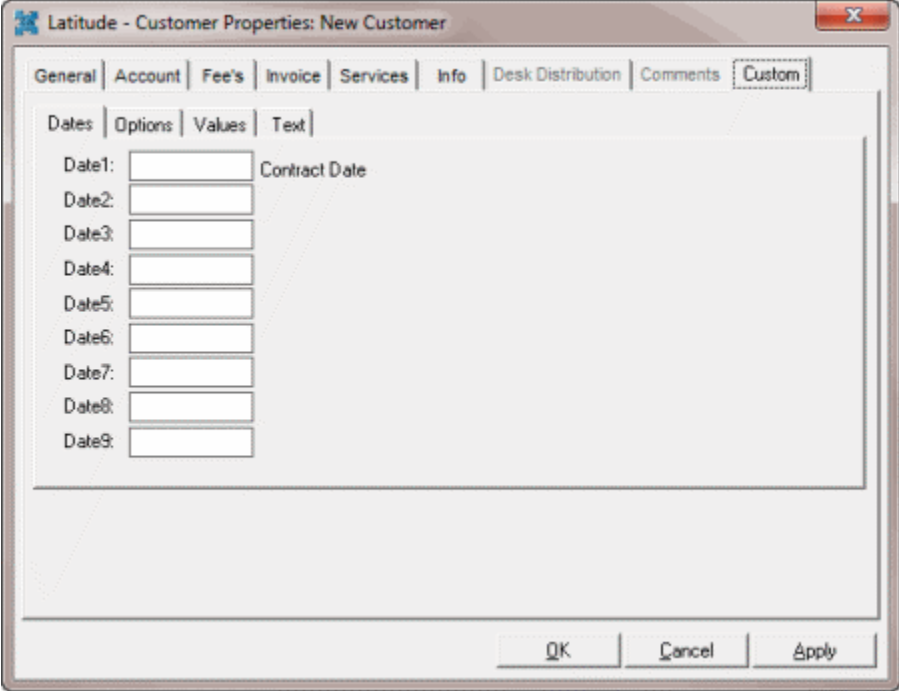 Latitude - Customer Properties: New Customer
General Account Fee's Invoice Services Info Desk Distribution Comments Custom
Dates Options Values Text
Date1: Contract Date
Date2:
Date3:
Date4:
Date5:
Date6:
Date7:
Date8:
Date9:
OK Cancel Apply